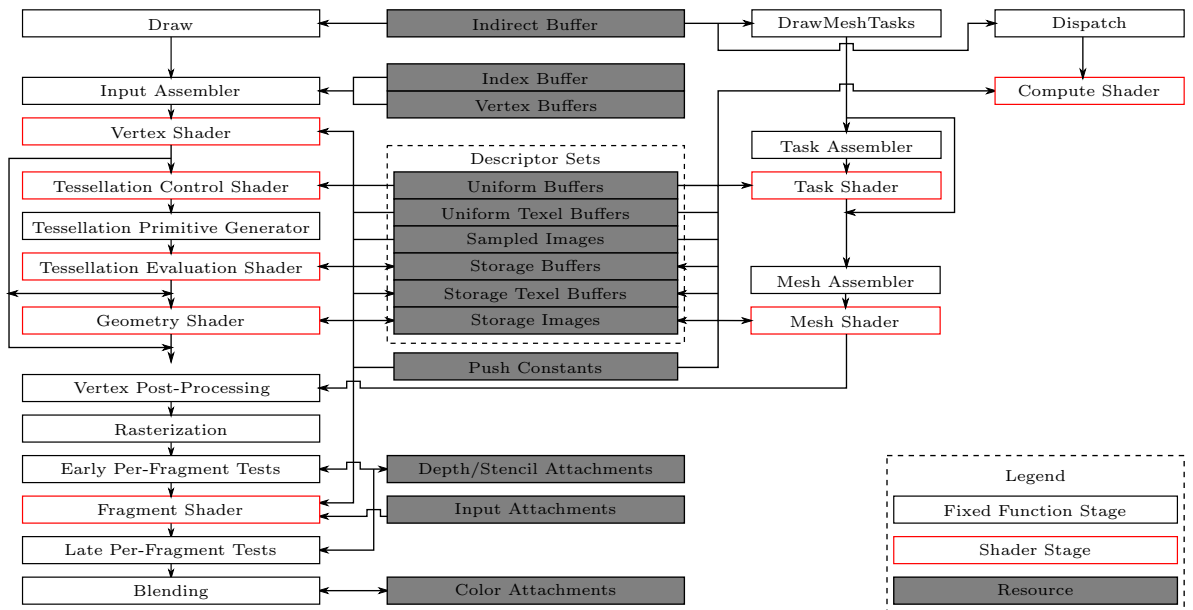 Draw
Indirect Buffer
DrawMeshTasks
Dispatch
Input Assembler
Index Buffer
Vertex Buffers
Compute Shader
Vertex Shader
Task Assembler
Descriptor Sets
Tessellation Control Shader
Uniform Buffers
Task Shader
Tessellation Primitive Generator
Uniform Texel Buffers
Sampled Images
Tessellation Evaluation Shader
Storage Buffers
Mesh Assembler
Storage Texel Buffers
Geometry Shader
Storage Images
Mesh Shader
Push Constants
Vertex Post-Processing
Rasterization
Early Per-Fragment Tests
Depth/Stencil Attachments
Fragment Shader
Input Attachments
Late Per-Fragment Tests
Blending
Color Attachments
Legend
Fixed Function Stage
Shader Stage
Resource